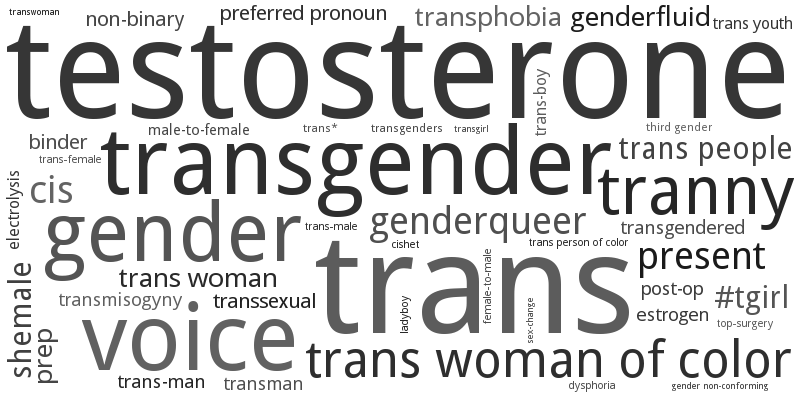 transwoman
non-binary
preferred pronoun
transphobia
genderfluid
trans youth
testosterone
trans-boy
binder
male-to-female
trans*
transgenders
transgirl
third gender
trans-female
transgender
trans people
electrolysis
cis
tranny
gender
trans-male
genderqueer
transgendered
cishet
trans person of color
trans
present
trans woman
female-to-male
shemale
transmisogyny
transsexual
ladyboy
sex-change
post-op
#tgirl
estrogen
top-surgery
voice
prep
trans woman of color
trans-man
transman
dysphoria
gender non-conforming